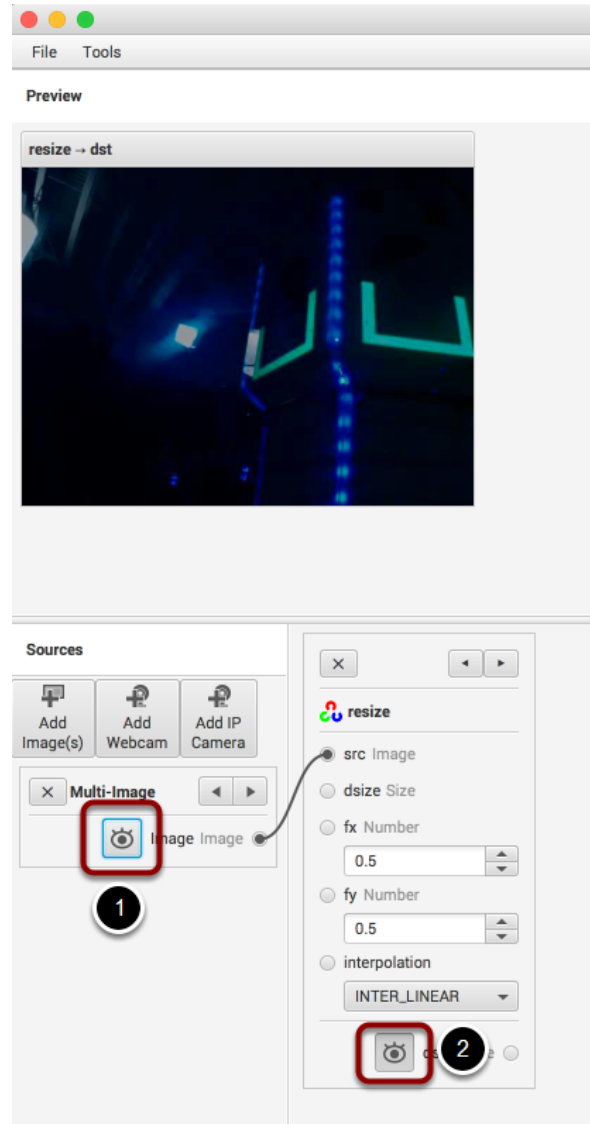 File Tools
Preview
resize → dst
Sources
Add
Image(s)
Add
Webcam
Add IP
Camera
Multi-Image
Image Image
1
resize
src Image
dsize Size
fx Number
0.5
fy Number
0.5
interpolation
INTER_LINEAR
2